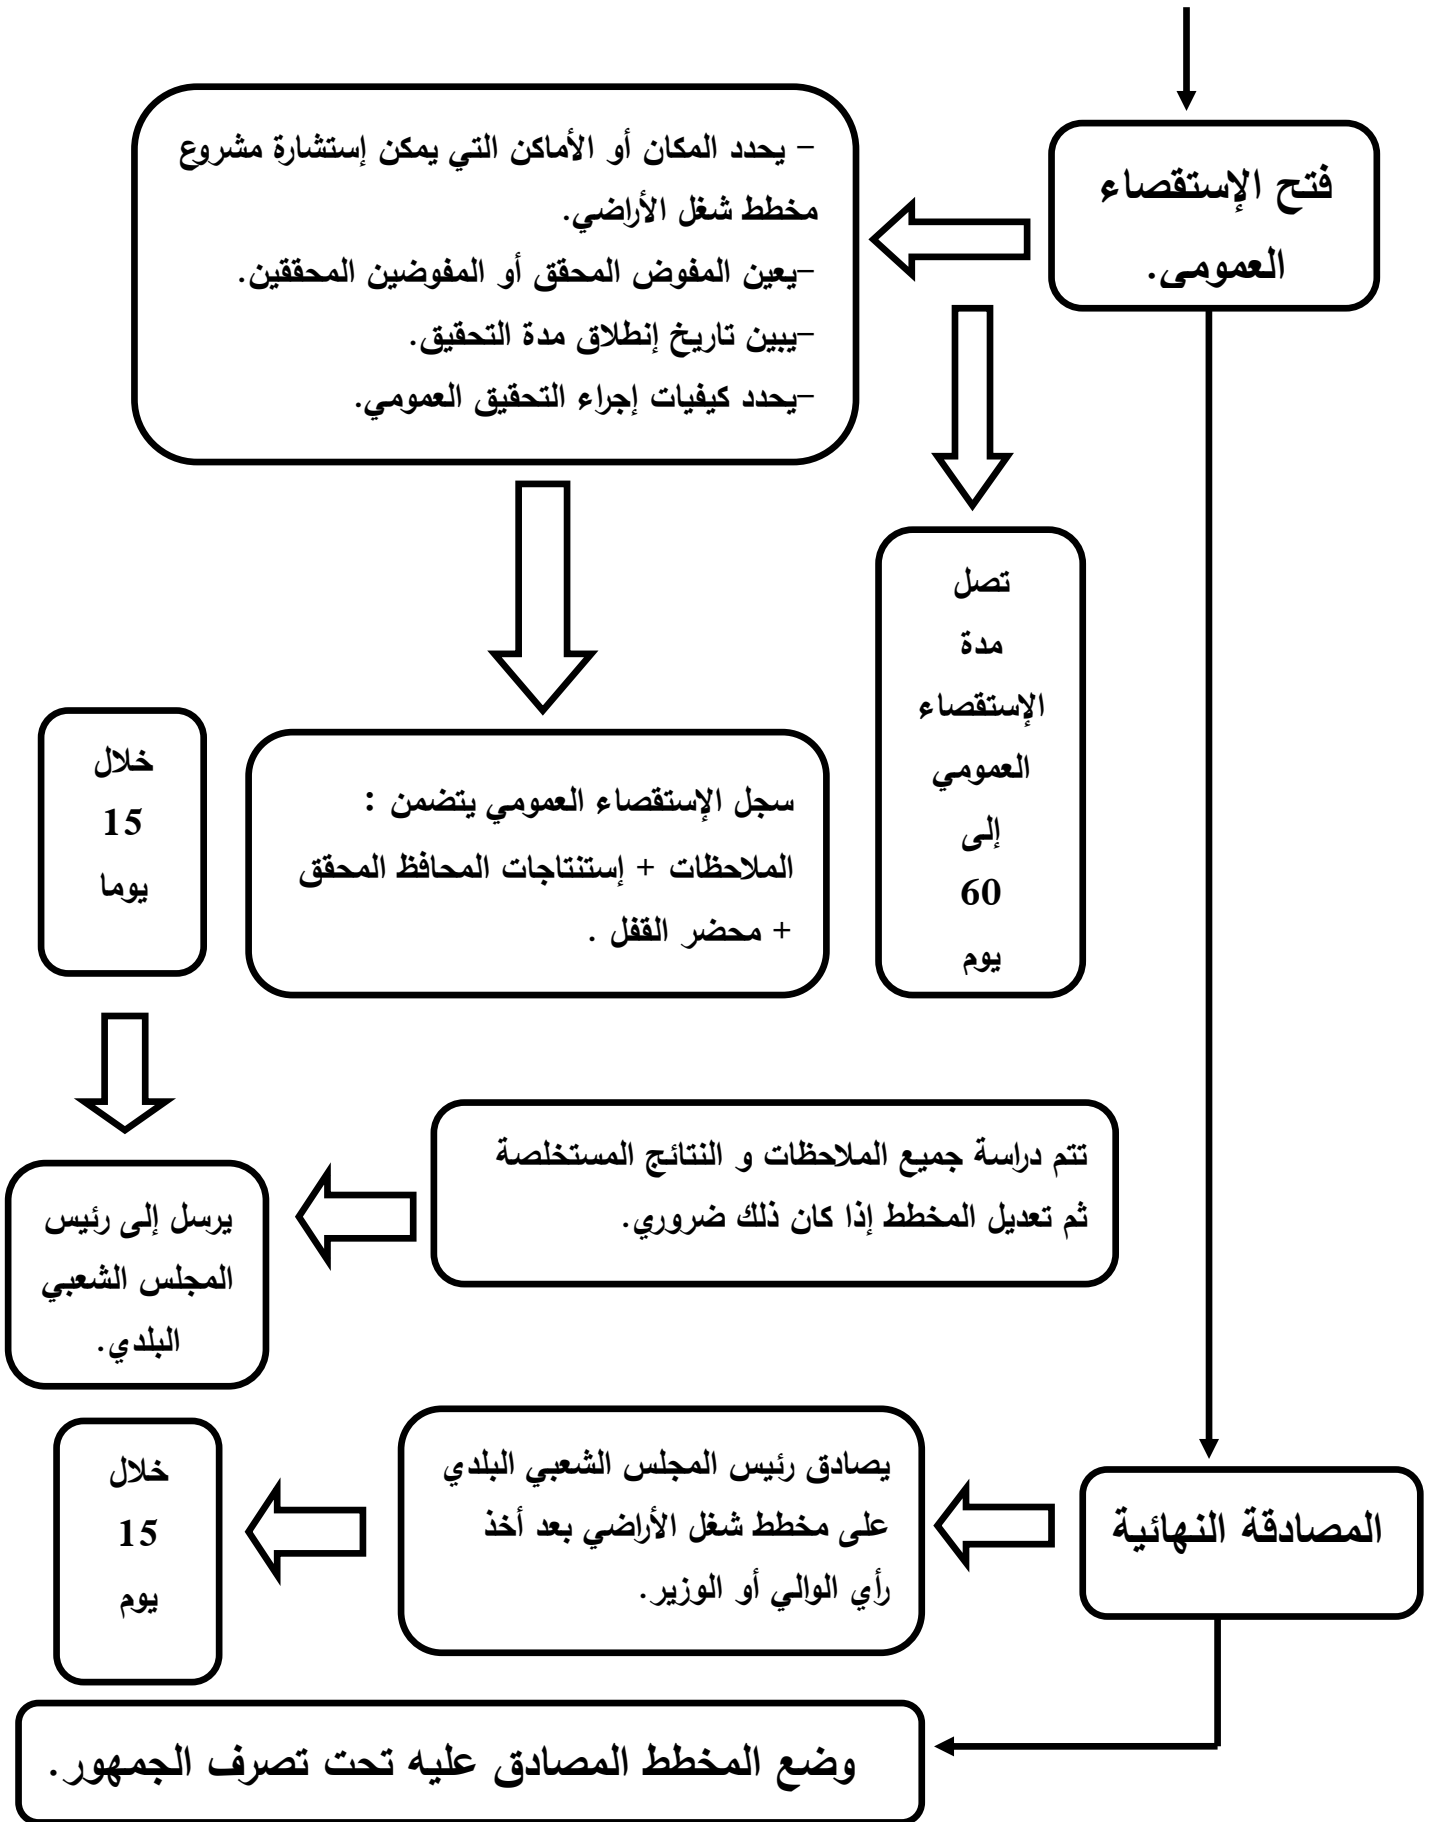 فتح الإستقصاء
العمومي.
– يحدد المكان أو الأماكن التي يمكن إستشارة مشروع
مخطط شغل الأراضي.
–يعين المفوض المحقق أو المفوضين المحققين.
–يبين تاريخ إنطلاق مدة التحقيق.
–يحدد كيفيات إجراء التحقيق العمومي.
تصل
مدة
الإستقصاء
العمومي
إلى
60
يوم
سجل الإستقصاء العمومي يتضمن :
الملاحظات + إستنتاجات المحافظ المحقق
+ محضر القفل .
خلال
15
يوما
تتم دراسة جميع الملاحظات و النتائج المستخلصة
ثم تعديل المخطط إذا كان ذلك ضروري.
يرسل إلى رئيس
المجلس الشعبي
البلدي.
المصادقة النهائية
يصادق رئيس المجلس الشعبي البلدي
على مخطط شغل الأراضي بعد أخذ
رأي الوالي أو الوزير.
خلال
15
يوم
وضع المخطط المصادق عليه تحت تصرف الجمهور.